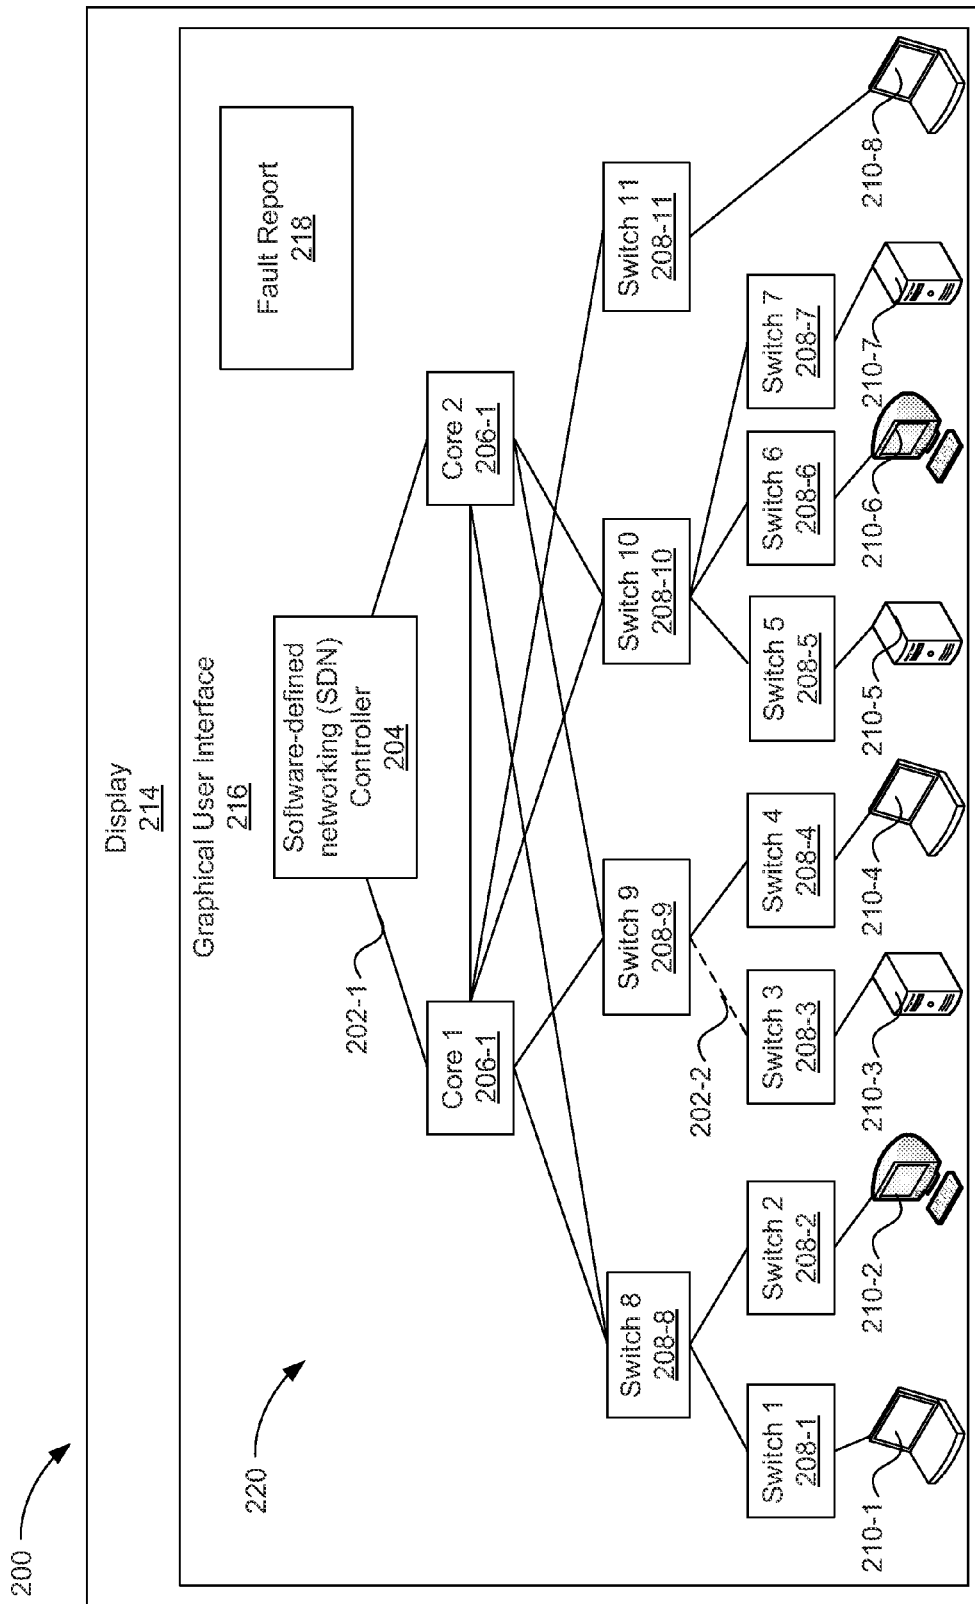 200
Display
214
Graphical User Interface
216
220
Fault Report
218
Software-defined
networking (SDN)
Controller
204
202-1
Core 1
206-1
Core 2
206-1
Switch 8
208-8
Switch 9
208-9
Switch 10
208-10
Switch 11
208-11
202-2
Switch 1
208-1
Switch 2
208-2
Switch 3
208-3
Switch 4
208-4
Switch 5
208-5
Switch 6
208-6
Switch 7
208-7
210-1
210-2
210-3
210-4
210-5
210-6
210-7
210-8